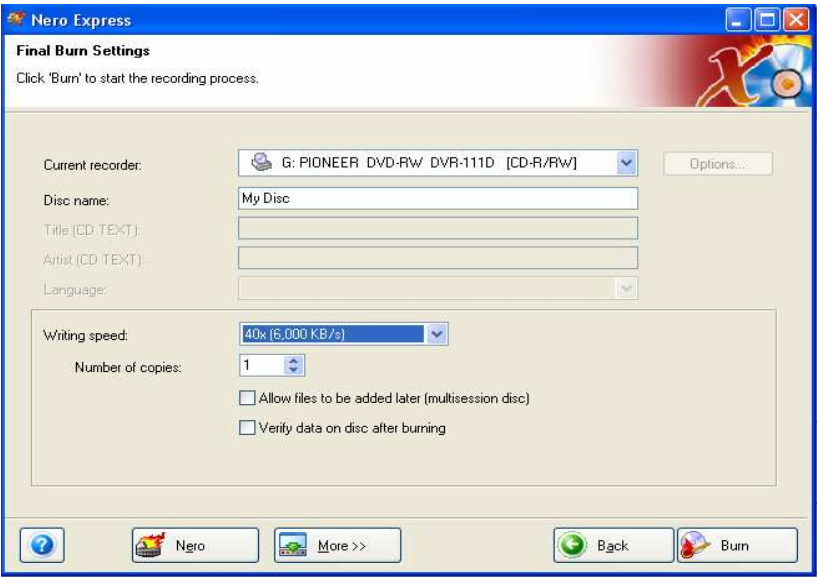 Nero Express
Final Burn Settings
Click 'Burn' to start the recording process.
Current recorder: G: PIONEER DVD-RW DVR-111D [CD-R/RW] Options...
Disc name: My Disc
Title (CD TEXT):
Artist (CD TEXT):
Language:
Writing speed: 40x (6,000 KB/s)
Number of copies: 1
Allow files to be added later (multisession disc)
Verify data on disc after burning
? Nero More >> Back Burn